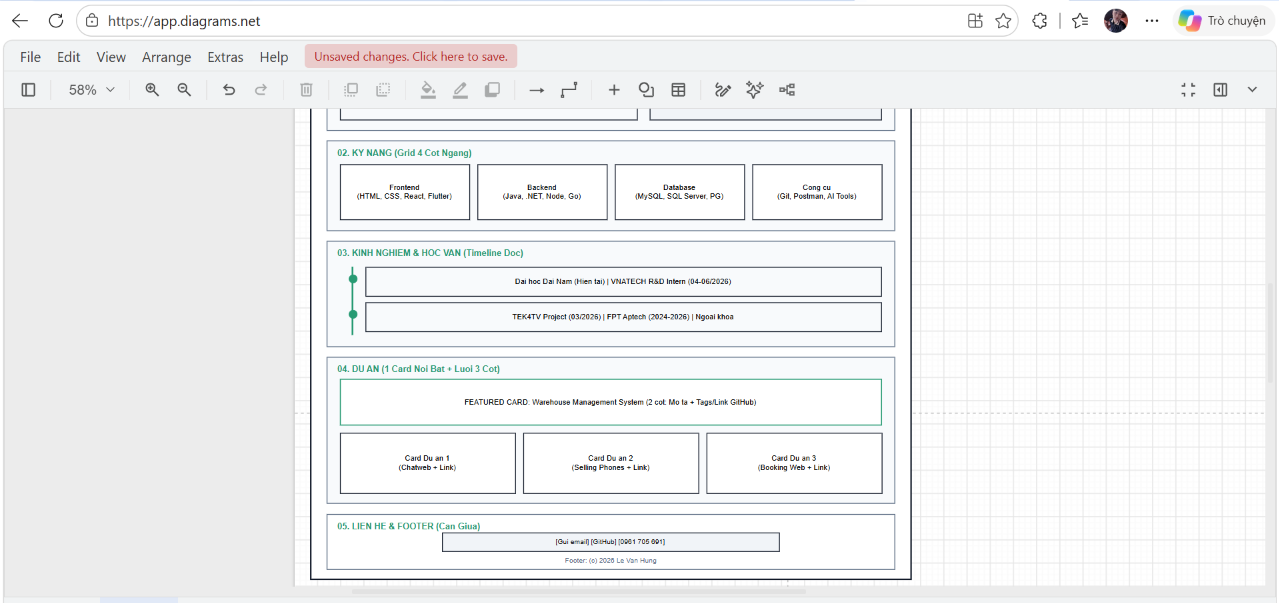 https://app.diagrams.net
Trò chuyện
File Edit View Arrange Extras Help Unsaved changes. Click here to save.
58%
02. KY NANG (Grid 4 Cot Ngang)
Frontend
(HTML, CSS, React, Flutter)
Backend
(Java, .NET, Node, Go)
Database
(MySQL, SQL Server, PG)
Cong cu
(Git, Postman, AI Tools)
03. KINH NGHIEM & HOC VAN (Timeline Doc)
Dai hoc Dai Nam (Hien tai) | VNATECH R&D Intern (04-06/2026)
TEK4TV Project (03/2026) | FPT Aptech (2024-2026) | Ngoai khoa
04. DU AN (1 Card Noi Bat + Luoi 3 Cot)
FEATURED CARD: Warehouse Management System (2 cot: Mo ta + Tags/Link GitHub)
Card Du an 1
(Chatweb + Link)
Card Du an 2
(Selling Phones + Link)
Card Du an 3
(Booking Web + Link)
05. LIEN HE & FOOTER (Can Giua)
[Gui email] [GitHub] [0961 705 691]
Footer: (c) 2026 Le Van Hung